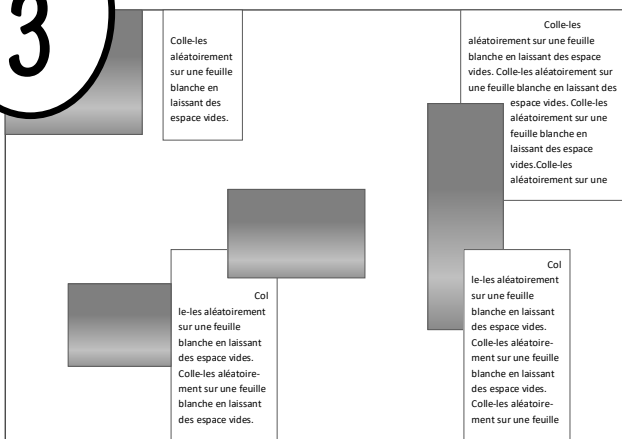 3
Colle-les
aléatoirement
sur une feuille
blanche en
laissant des
espace vides.
Colle-les
aléatoirement sur une feuille
blanche en laissant des espace
vides. Colle-les aléatoirement sur
une feuille blanche en laissant des
espace vides. Colle-les
aléatoirement sur une
feuille blanche en
laissant des espace
vides.Colle-les
aléatoirement sur une
Col
le-les aléatoirement
sur une feuille
blanche en laissant
des espace vides.
Colle-les aléatoire-
ment sur une feuille
blanche en laissant
des espace vides.
Col
le-les aléatoirement
sur une feuille
blanche en laissant
des espace vides.
Colle-les aléatoire-
ment sur une feuille
blanche en laissant
des espace vides.
Colle-les aléatoire-
ment sur une feuille